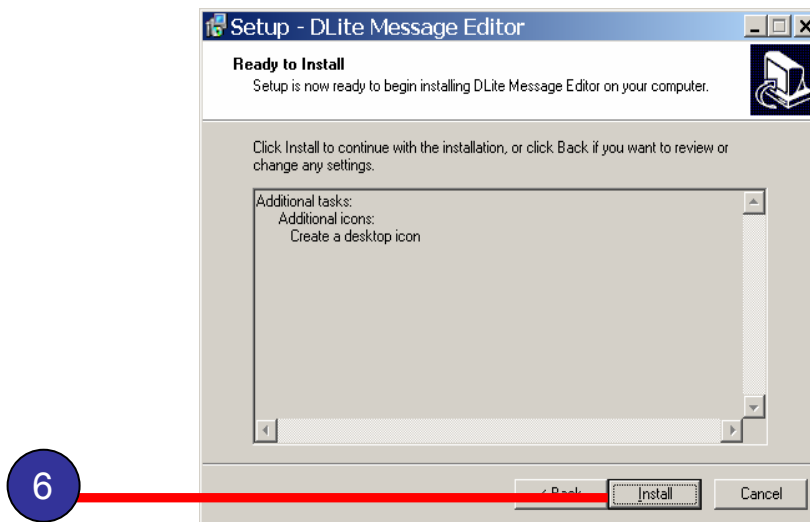 Setup - DLite Message Editor
Ready to Install
Setup is now ready to begin installing DLite Message Editor on your computer.
Click Install to continue with the installation, or click Back if you want to review or
change any settings.
Additional tasks:
Additional icons:
Create a desktop icon
6
< Back Install Cancel